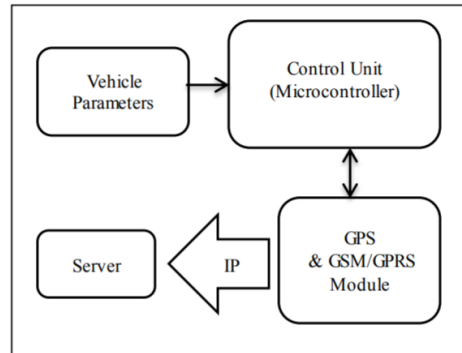 Vehicle
Parameters
Control Unit
(Microcontroller)
Server
IP
GPS
& GSM/GPRS
Module